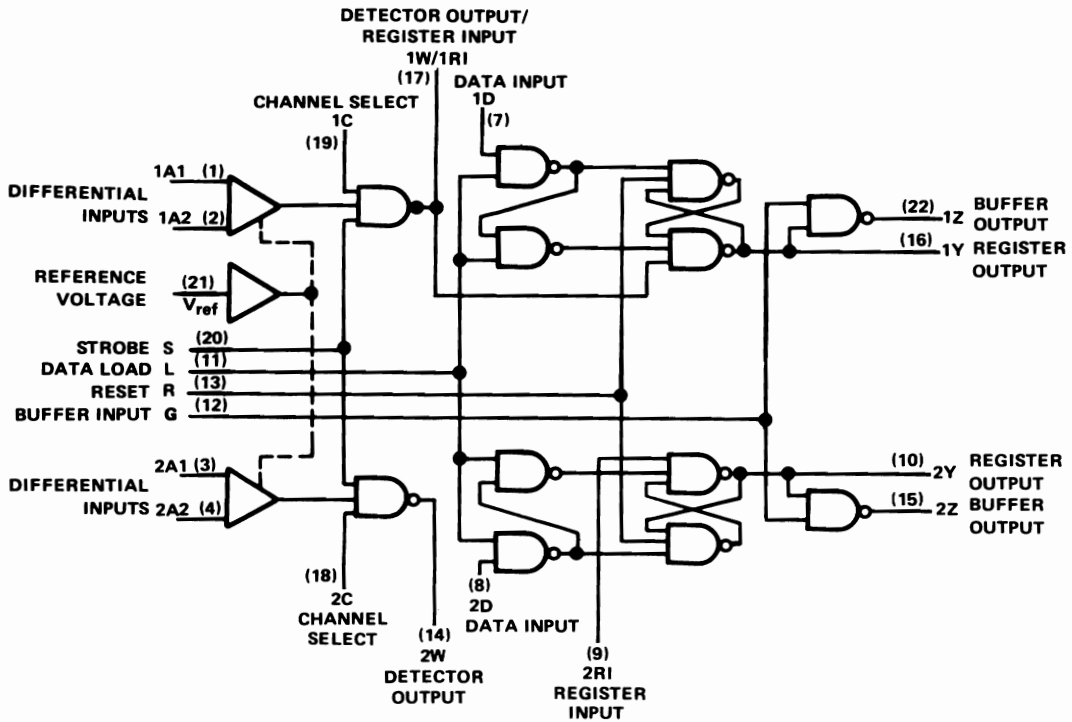 DETECTOR OUTPUT/
REGISTER INPUT
1W/1RI
(17)
DATA INPUT
1D
(7)
CHANNEL SELECT
1C
(19)
1A1 (1)
DIFFERENTIAL
INPUTS
1A2 (2)
(22) 1Z BUFFER
OUTPUT
(16) 1Y REGISTER
OUTPUT
REFERENCE
VOLTAGE
(21)
Vref
STROBE S (20)
DATA LOAD L (11)
RESET R (13)
BUFFER INPUT G (12)
2A1 (3)
DIFFERENTIAL
INPUTS
2A2 (4)
(10) 2Y REGISTER
OUTPUT
(15) 2Z BUFFER
OUTPUT
(18)
2C
CHANNEL
SELECT
(14)
2W
DETECTOR
OUTPUT
(8)
2D
DATA INPUT
(9)
2RI
REGISTER
INPUT